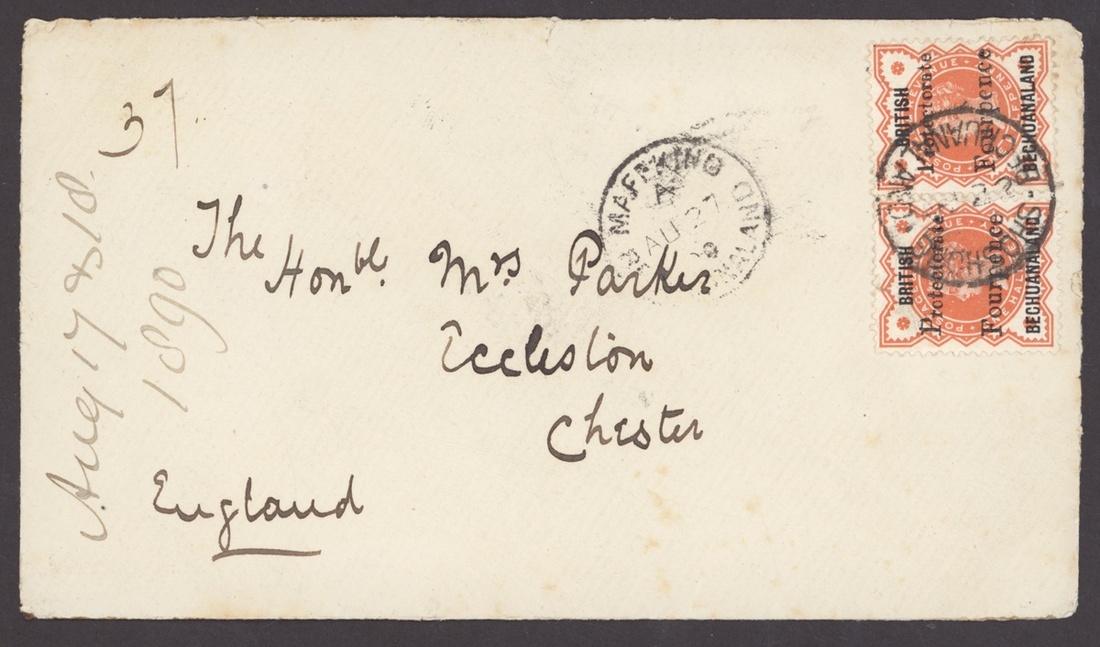 37
Aug 17 & 18
1890
The
Honble Mrs Parker
Eccleston
Chester
England
MAFEKING
A
AU 27
BRITISH
Protectorate
Fourpence
BECHUANALAND
BRITISH
Protectorate
Fourpence
BECHUANALAND